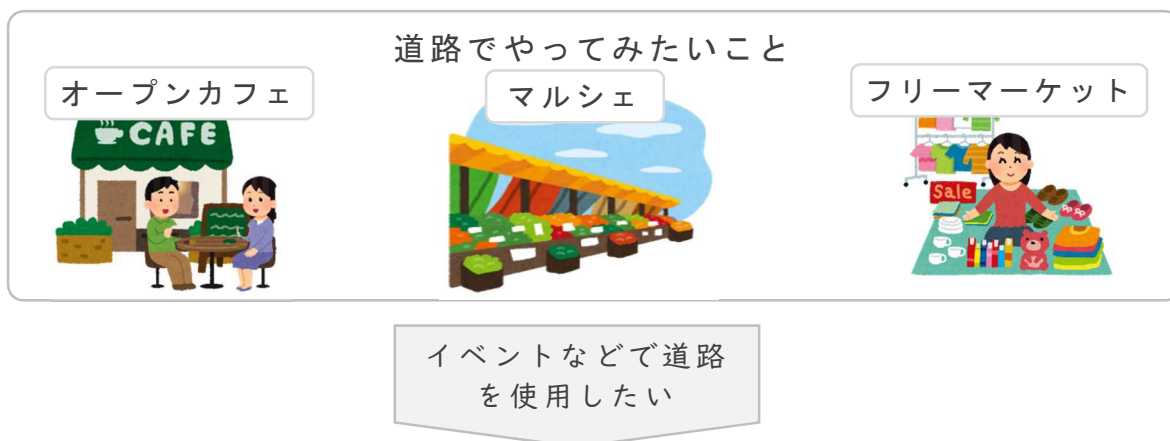 道路でやってみたいこと
オープンカフェ
マルシェ
フリーマーケット
CAFE
Sale
イベントなどで道路
を使用したい